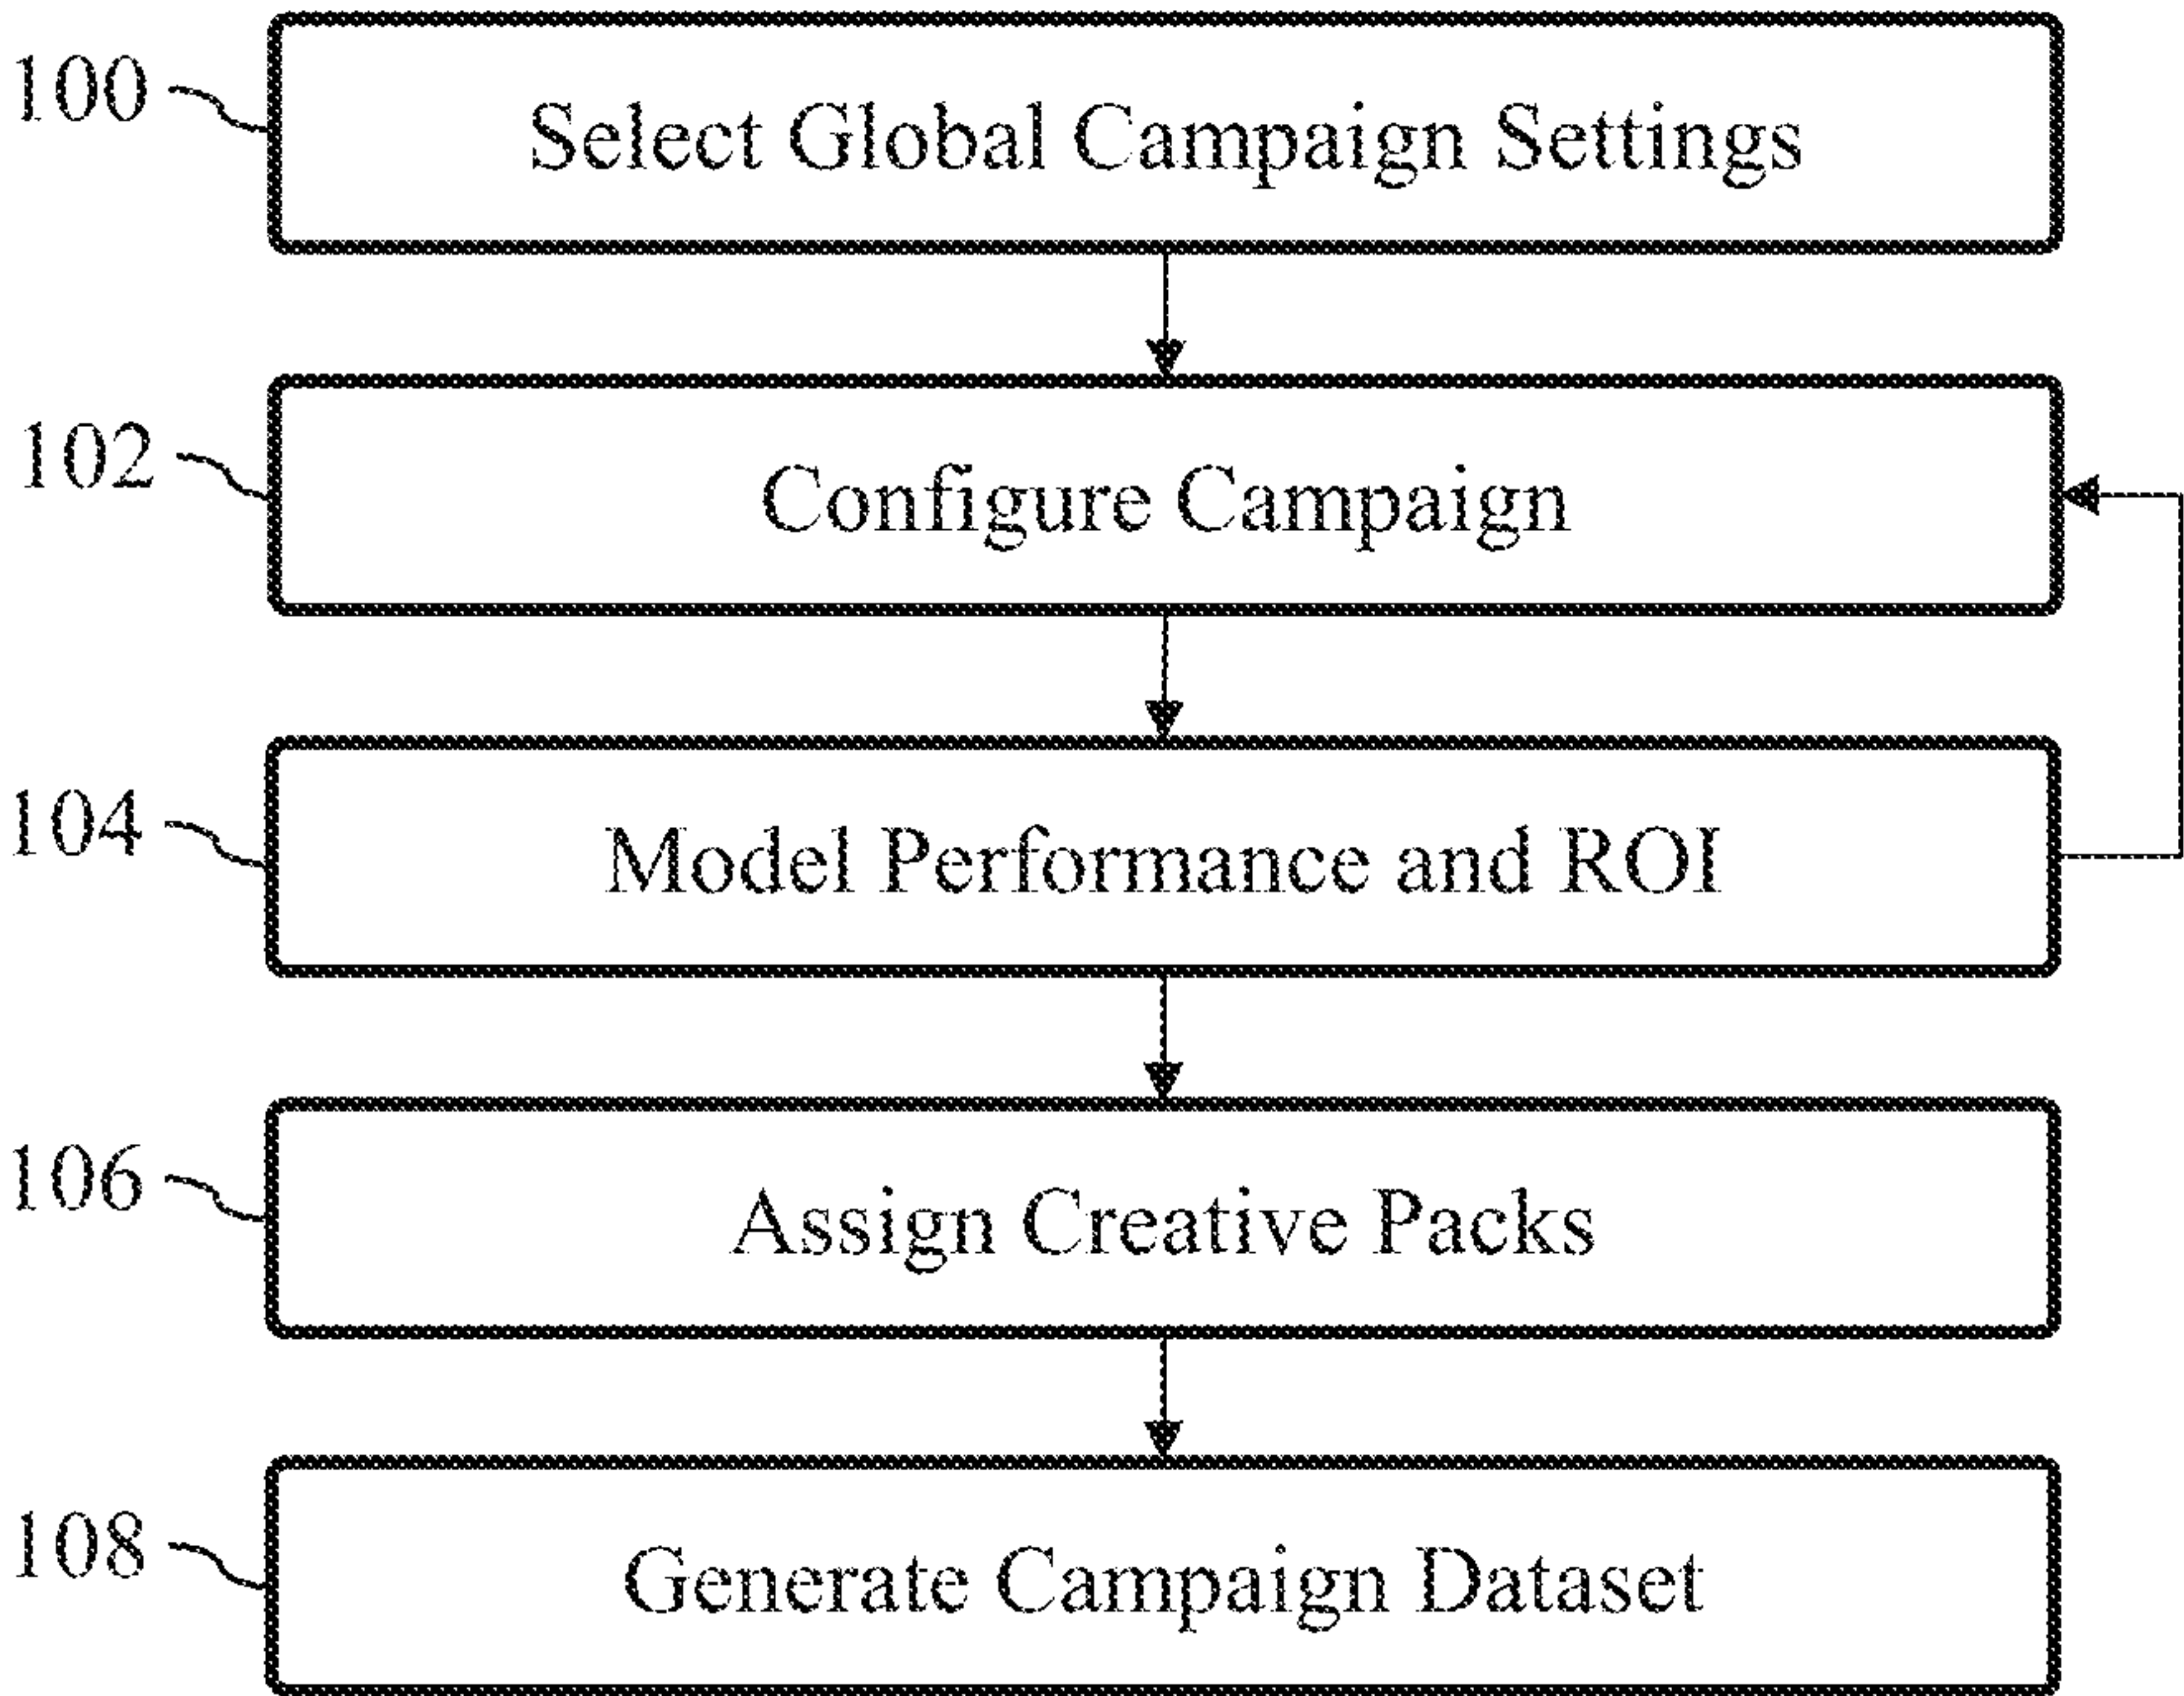 100
Select Global Campaign Settings
102
Configure Campaign
104
Model Performance and ROI
106
Assign Creative Packs
108
Generate Campaign Dataset